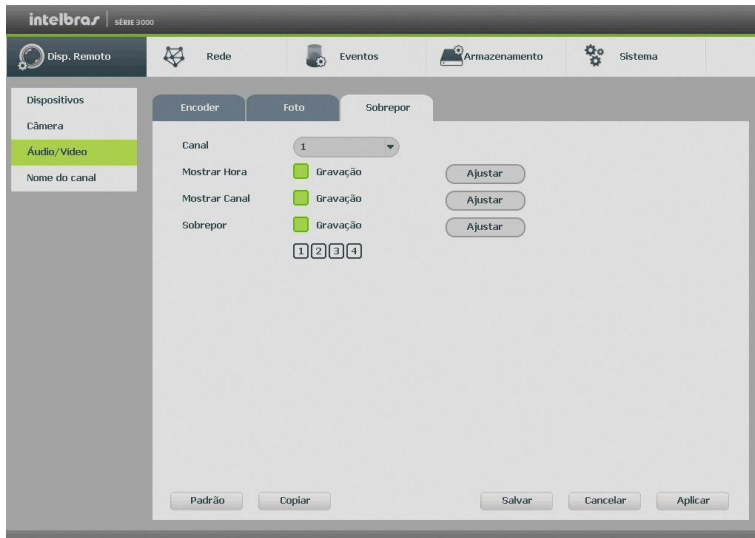 intelbras SÉRIE 3000
Disp. Remoto Rede Eventos Armazenamento Sistema
Dispositivos
Câmera
Áudio/Video
Nome do canal
Encoder Foto Sobrepor
Canal 1
Mostrar Hora Gravação Ajustar
Mostrar Canal Gravação Ajustar
Sobrepor Gravação Ajustar
1 2 3 4
Padrão Copiar Salvar Cancelar Aplicar